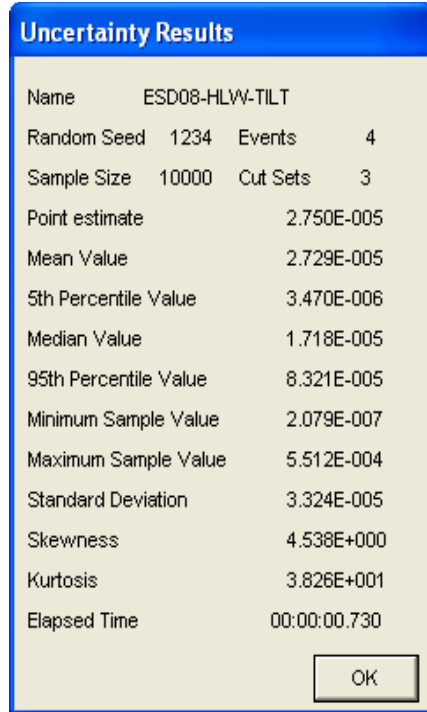 Uncertainty Results
Name ESD08-HLW-TILT
Random Seed 1234 Events 4
Sample Size 10000 Cut Sets 3
Point estimate 2.750E-005
Mean Value 2.729E-005
5th Percentile Value 3.470E-006
Median Value 1.718E-005
95th Percentile Value 8.321E-005
Minimum Sample Value 2.079E-007
Maximum Sample Value 5.512E-004
Standard Deviation 3.324E-005
Skewness 4.538E+000
Kurtosis 3.826E+001
Elapsed Time 00:00:00.730
OK